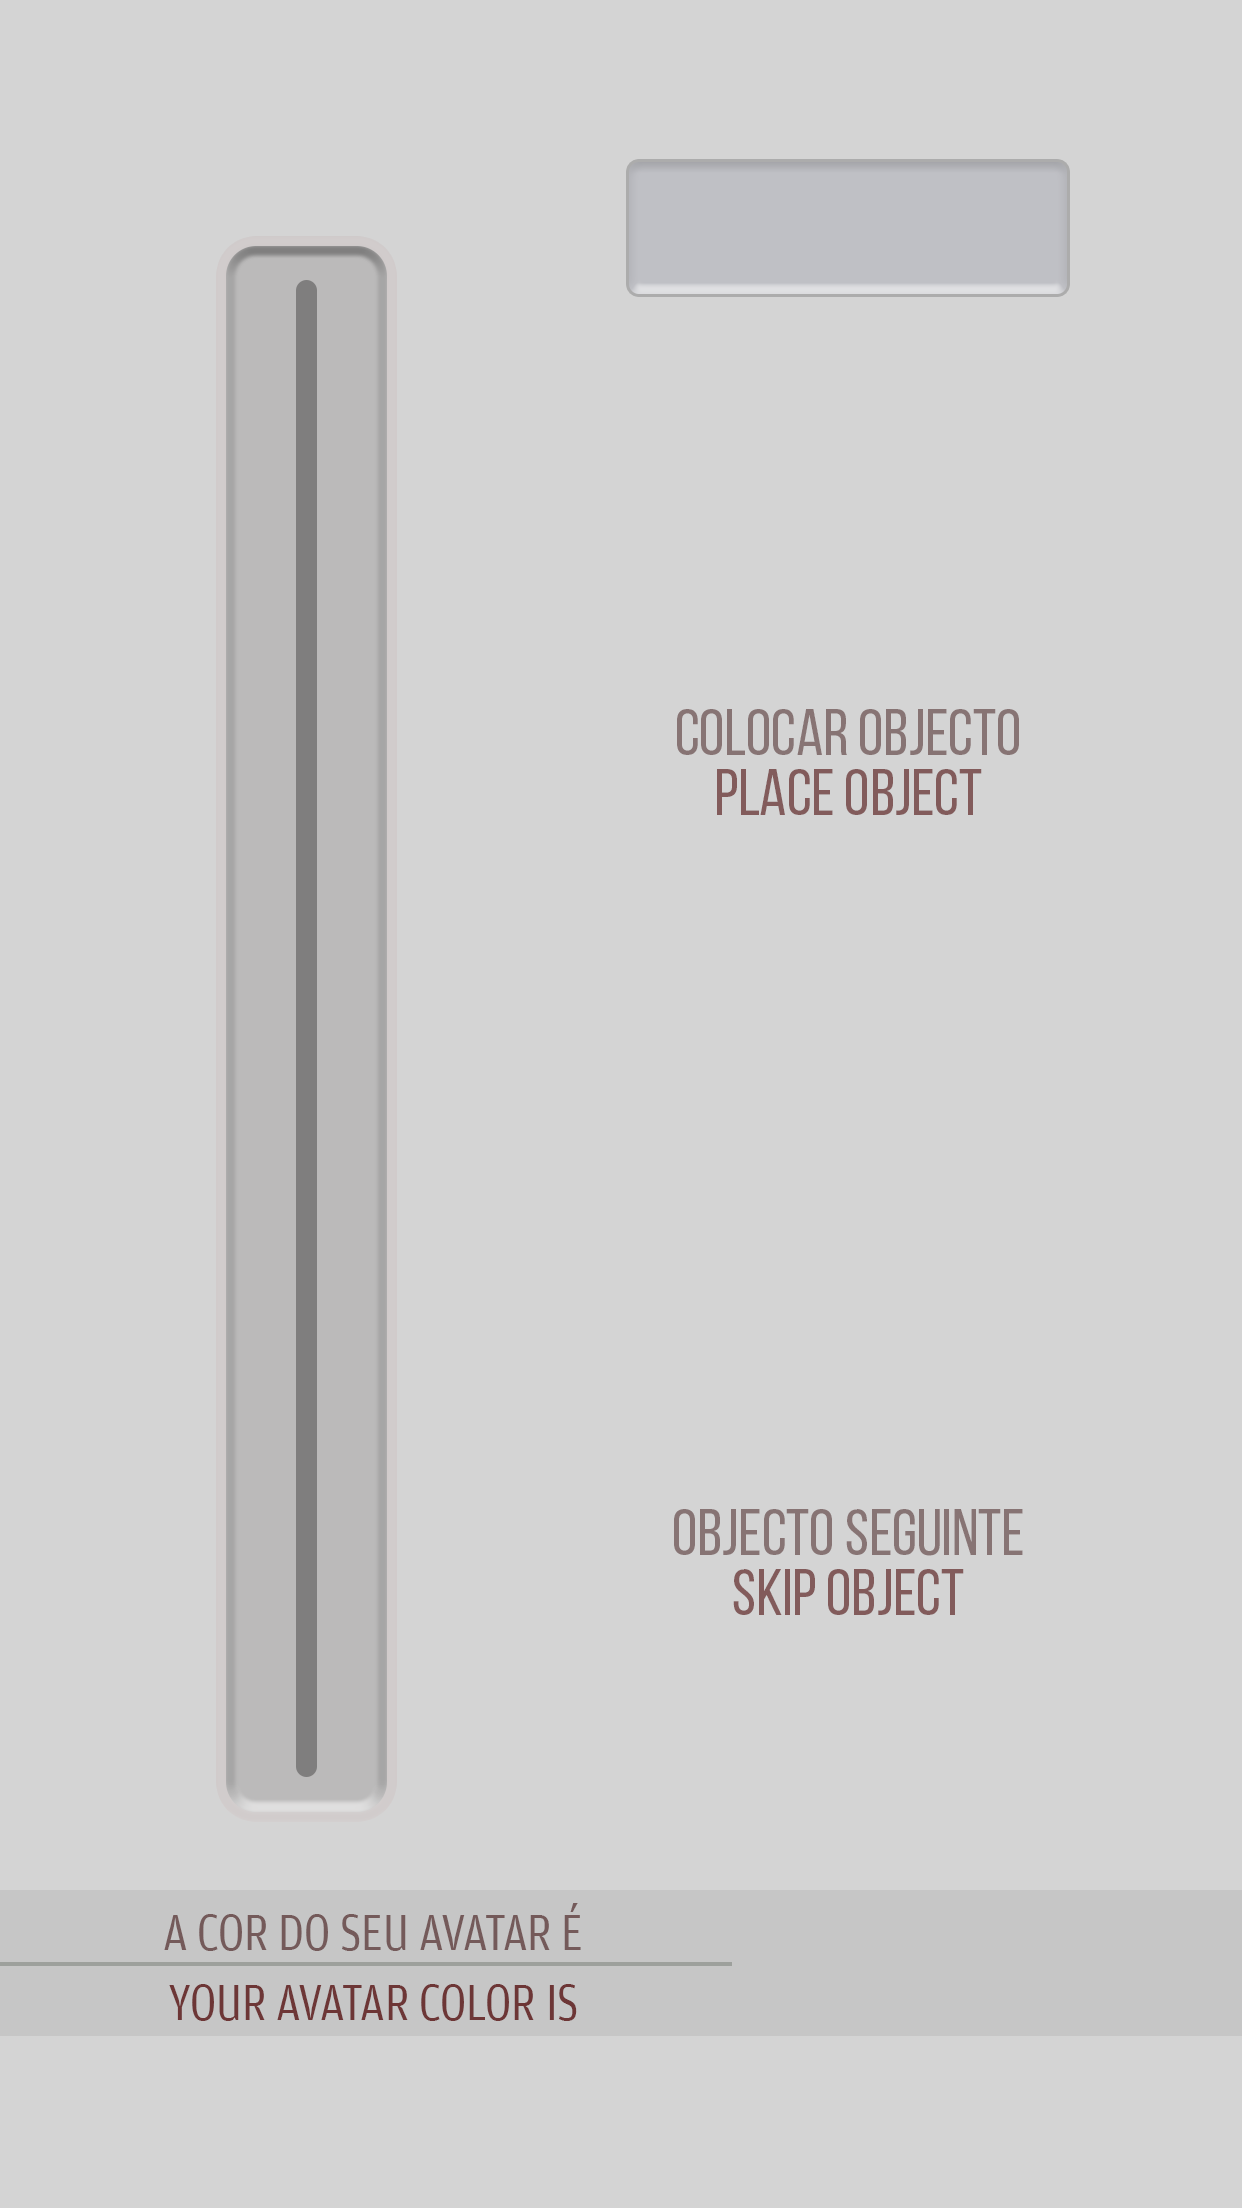 COLOCAR OBJECTO
PLACE OBJECT
OBJECTO SEGUINTE
SKIP OBJECT
A COR DO SEU AVATAR É
YOUR AVATAR COLOR IS